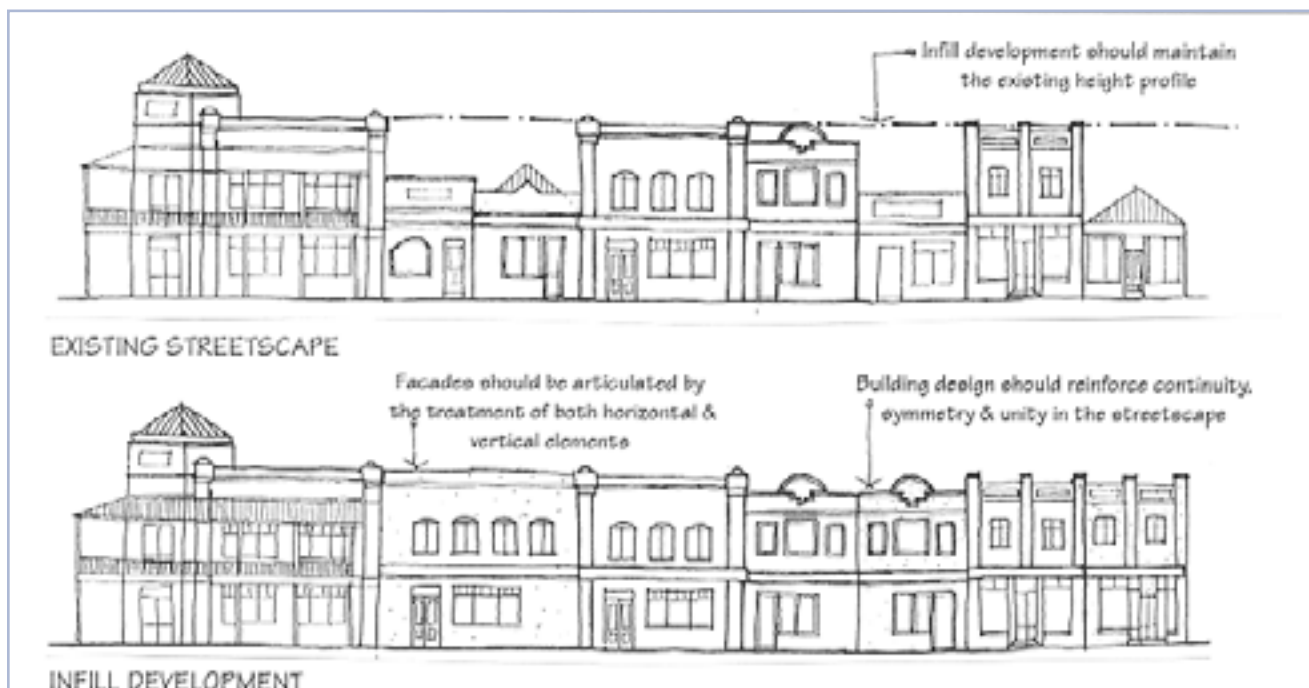 Infill development should maintain
the existing height profile
EXISTING STREETSCAPE
Facades should be articulated by
the treatment of both horizontal &
vertical elements
Building design should reinforce continuity,
symmetry & unity in the streetscape
INFILL DEVELOPMENT